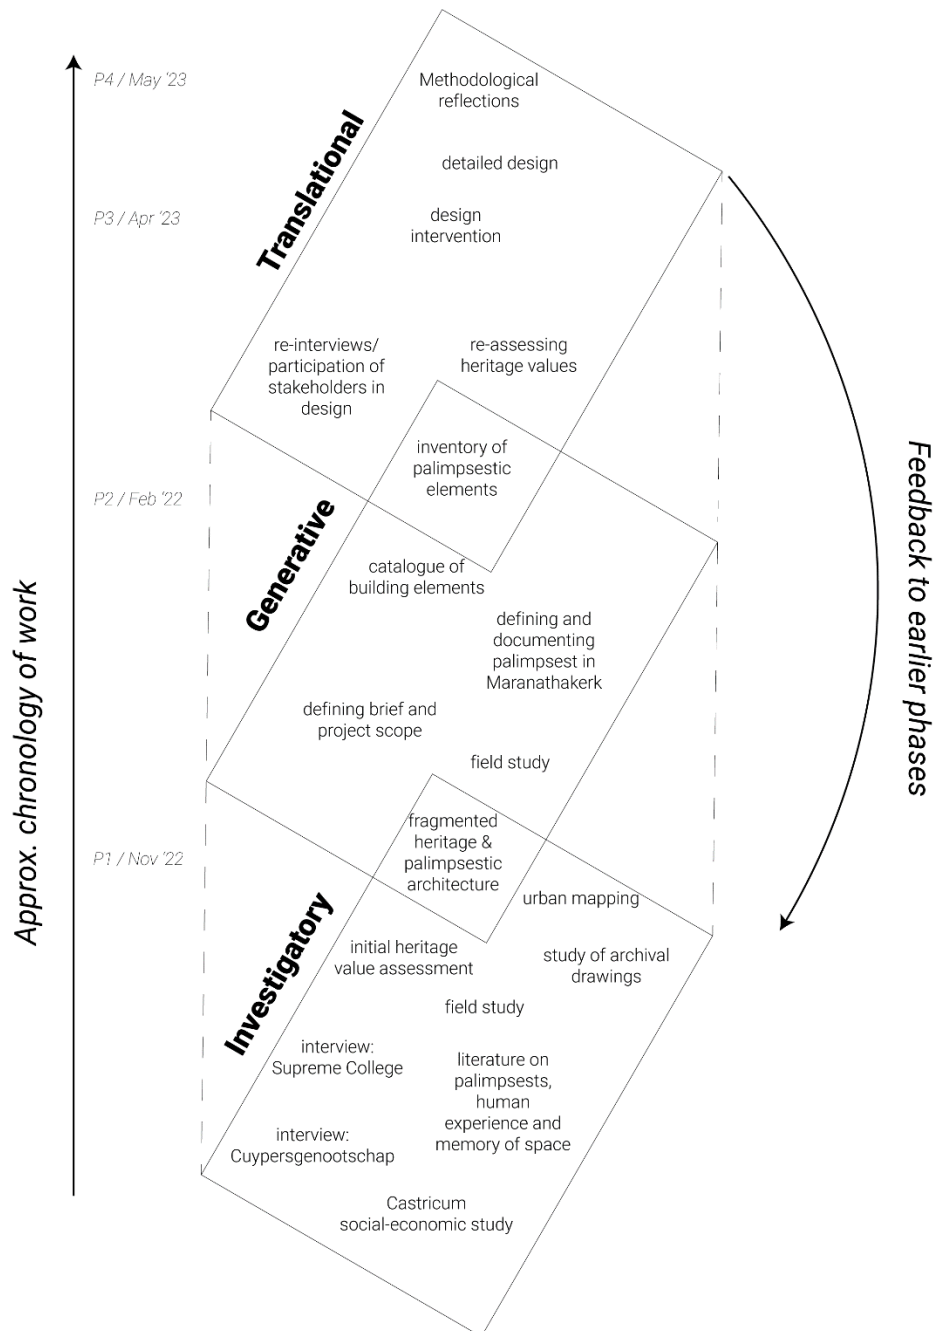 P4 / May '23
Methodological
reflections
Translational
detailed design
P3 / Apr '23
design
intervention
re-interviews/
participation of
stakeholders in
design
re-assessing
heritage values
inventory of
palimpsestic
elements
P2 / Feb '22
Generative
catalogue of
building elements
defining and
documenting
palimpsest in
Maranathakerk
defining brief and
project scope
field study
fragmented
heritage &
palimpsestic
architecture
P1 / Nov '22
Investigatory
urban mapping
initial heritage
value assessment
study of archival
drawings
field study
interview:
Supreme College
literature on
palimpsests,
human
experience and
memory of space
interview:
Cuypersgenootschap
Castricum
social-economic study
Approx. chronology of work
Feedback to earlier phases